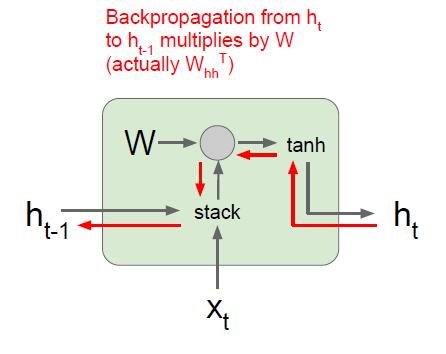 Backpropagation from hₜ
to hₜ₋₁ multiplies by W
(actually Wₕₕᵀ)
W
tanh
hₜ₋₁
stack
hₜ
xₜ